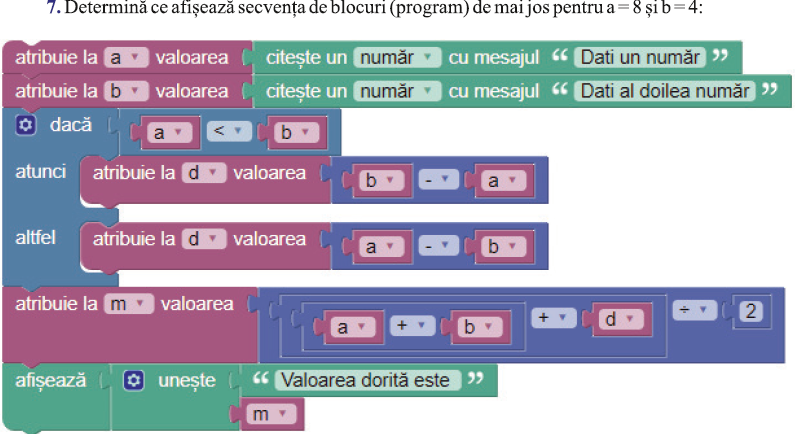 7. Determină ce afișează secvența de blocuri (program) de mai jos pentru a = 8 și b = 4:
atribuie la a ▾ valoarea citește un număr ▾ cu mesajul “ Dati un număr ”
atribuie la b ▾ valoarea citește un număr ▾ cu mesajul “ Dati al doilea număr ”
dacă a ▾ < ▾ b ▾
atunci atribuie la d ▾ valoarea b ▾ - ▾ a ▾
altfel atribuie la d ▾ valoarea a ▾ - ▾ b ▾
atribuie la m ▾ valoarea a ▾ + ▾ b ▾ + ▾ d ▾ ÷ ▾ 2
afișează unește “ Valoarea dorită este ”
m ▾